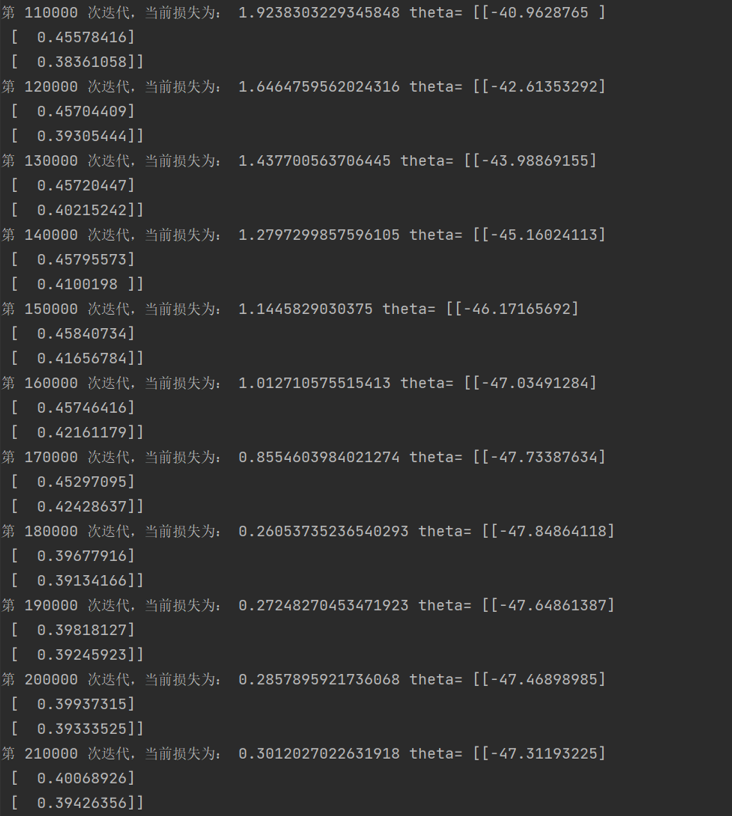 第 110000 次迭代，当前损失为： 1.9238303229345848 theta= [[-40.9628765 ]
[  0.45578416]
[  0.38361058]]
第 120000 次迭代，当前损失为： 1.6464759562024316 theta= [[-42.61353292]
[  0.45704409]
[  0.39305444]]
第 130000 次迭代，当前损失为： 1.437700563706445 theta= [[-43.98869155]
[  0.45720447]
[  0.40215242]]
第 140000 次迭代，当前损失为： 1.2797299857596105 theta= [[-45.16024113]
[  0.45795573]
[  0.4100198 ]]
第 150000 次迭代，当前损失为： 1.1445829030375 theta= [[-46.17165692]
[  0.45840734]
[  0.41656784]]
第 160000 次迭代，当前损失为： 1.012710575515413 theta= [[-47.03491284]
[  0.45746416]
[  0.42161179]]
第 170000 次迭代，当前损失为： 0.8554603984021274 theta= [[-47.73387634]
[  0.45297095]
[  0.42428637]]
第 180000 次迭代，当前损失为： 0.26053735236540293 theta= [[-47.84864118]
[  0.39677916]
[  0.39134166]]
第 190000 次迭代，当前损失为： 0.27248270453471923 theta= [[-47.64861387]
[  0.39818127]
[  0.39245923]]
第 200000 次迭代，当前损失为： 0.2857895921736068 theta= [[-47.46898985]
[  0.39937315]
[  0.39333525]]
第 210000 次迭代，当前损失为： 0.3012027022631918 theta= [[-47.31193225]
[  0.40068926]
[  0.39426356]]